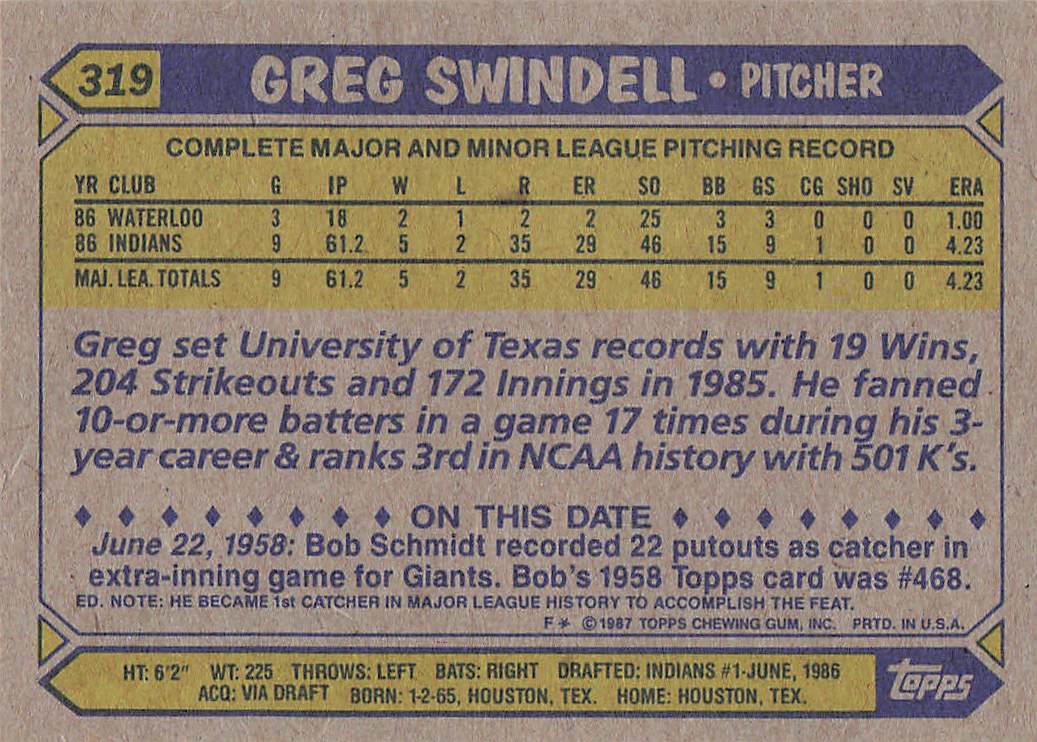 319 GREG SWINDELL • PITCHER
COMPLETE MAJOR AND MINOR LEAGUE PITCHING RECORD
YR CLUB G IP W L R ER SO BB GS CG SHO SV ERA
86 WATERLOO 3 18 2 1 2 2 25 3 3 0 0 0 1.00
86 INDIANS 9 61.2 5 2 35 29 46 15 9 1 0 0 4.23
MAJ. LEA. TOTALS 9 61.2 5 2 35 29 46 15 9 1 0 0 4.23
Greg set University of Texas records with 19 Wins,
204 Strikeouts and 172 Innings in 1985. He fanned
10-or-more batters in a game 17 times during his 3-
year career & ranks 3rd in NCAA history with 501 K's.
♦ ♦ ♦ ♦ ♦ ♦ ♦ ♦ ON THIS DATE ♦ ♦ ♦ ♦ ♦ ♦ ♦ ♦
June 22, 1958: Bob Schmidt recorded 22 putouts as catcher in
extra-inning game for Giants. Bob's 1958 Topps card was #468.
ED. NOTE: HE BECAME 1st CATCHER IN MAJOR LEAGUE HISTORY TO ACCOMPLISH THE FEAT.
F* ©1987 TOPPS CHEWING GUM, INC. PRTD. IN U.S.A.
HT: 6'2" WT: 225 THROWS: LEFT BATS: RIGHT DRAFTED: INDIANS #1-JUNE, 1986
ACQ: VIA DRAFT BORN: 1-2-65, HOUSTON, TEX. HOME: HOUSTON, TEX.
Topps